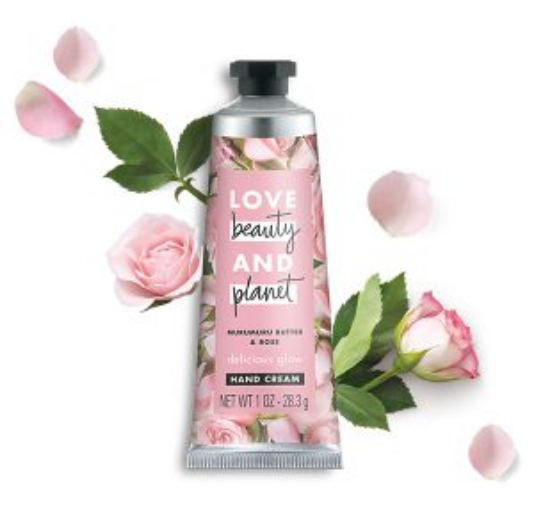 LOVE
beauty
AND
planet
MURUMURU BUTTER
& ROSE
delicious glow
HAND CREAM
NET WT 1 OZ - 28.3 g